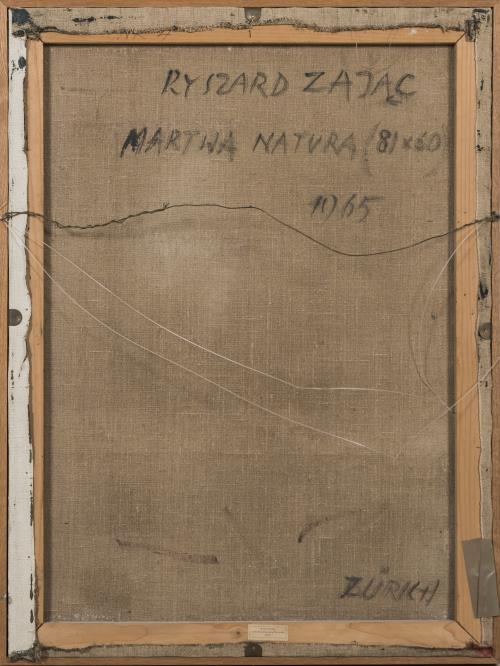 RYSZARD ZAJĄC
MARTWA NATURA (81x60)
1965
ZÜRICH